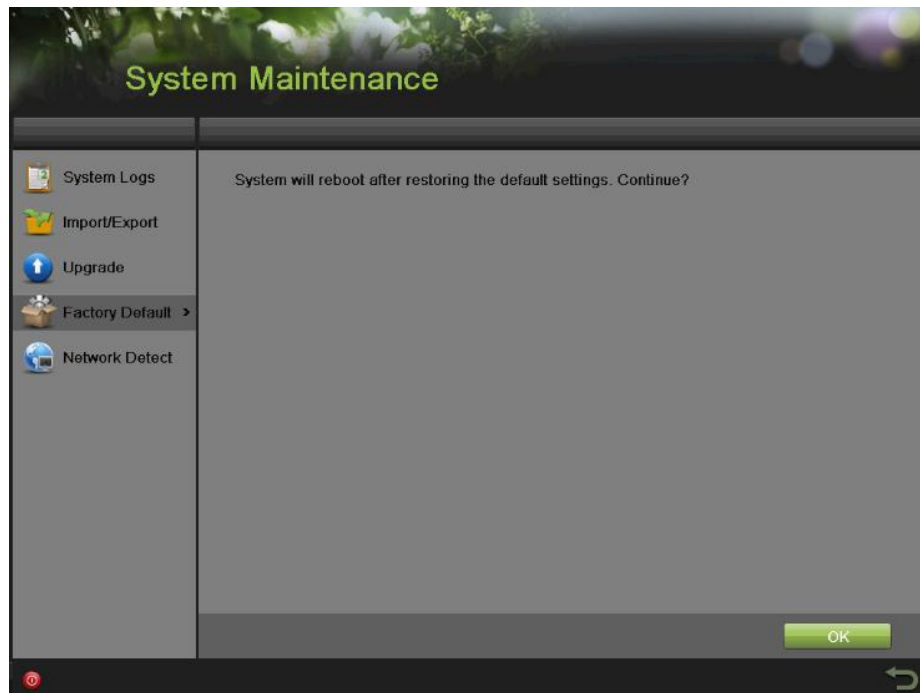 System Maintenance
System Logs
Import/Export
Upgrade
Factory Default
Network Detect
System will reboot after restoring the default settings. Continue?
OK